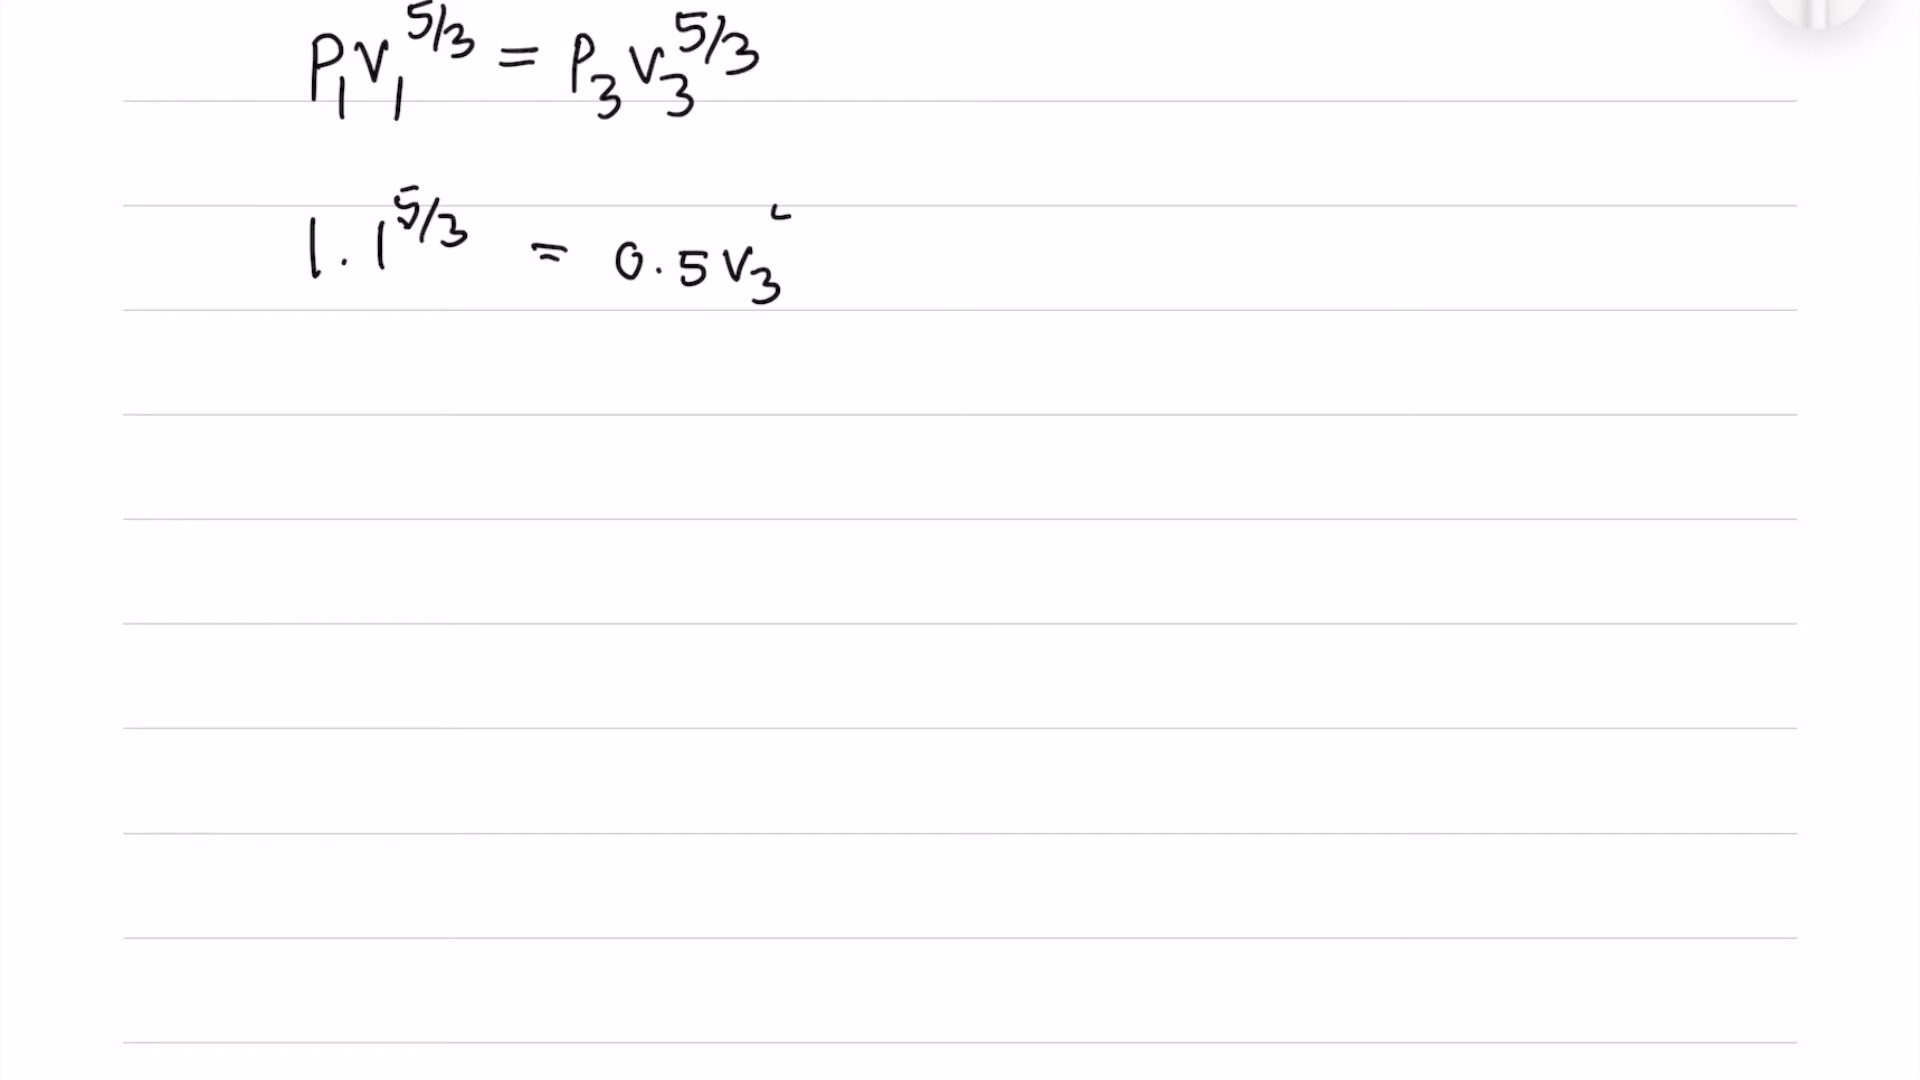 P₁V₁^5/3 = P₃V₃^5/3
1.1^5/3 = 0.5V₃